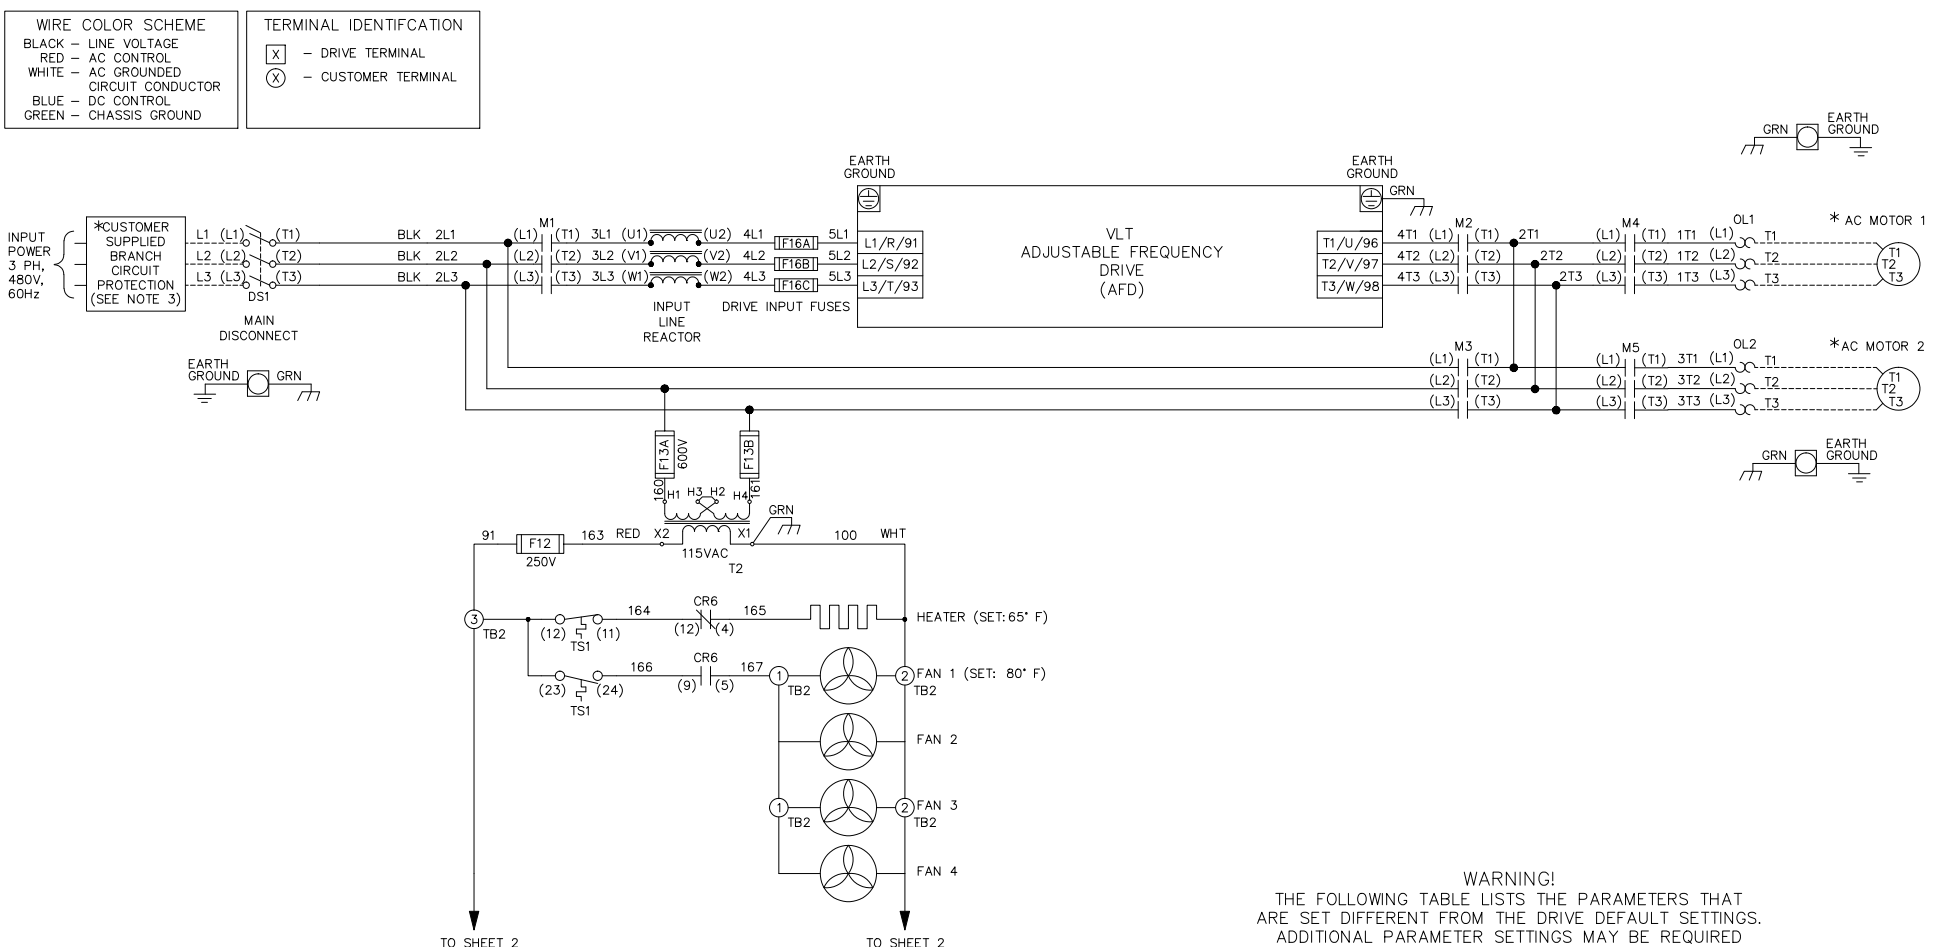 WIRE COLOR SCHEME
BLACK – LINE VOLTAGE
RED – AC CONTROL
WHITE – AC GROUNDED
CIRCUIT CONDUCTOR
BLUE – DC CONTROL
GREEN – CHASSIS GROUND
TERMINAL IDENTIFCATION
X – DRIVE TERMINAL
X – CUSTOMER TERMINAL
INPUT
POWER
3 PH,
480V,
60Hz
*CUSTOMER
SUPPLIED
BRANCH
CIRCUIT
PROTECTION
(SEE NOTE 3)
L1 (L1) (T1) BLK 2L1 (L1) M1 (T1) 3L1 (U1) (U2) 4L1 F16A 5L1 L1/R/91
L2 (L2) (T2) BLK 2L2 (L2) (T2) 3L2 (V1) (V2) 4L2 F16B 5L2 L2/S/92
L3 (L3) (T3) BLK 2L3 (L3) (T3) 3L3 (W1) (W2) 4L3 F16C 5L3 L3/T/93
DS1
MAIN
DISCONNECT
INPUT
LINE
REACTOR
DRIVE INPUT FUSES
EARTH
GROUND
EARTH
GROUND
GRN
VLT
ADJUSTABLE FREQUENCY
DRIVE
(AFD)
T1/U/96 4T1 (L1) M2 (T1) 2T1 (L1) M4 (T1) 1T1 (L1) OL1 T1
T2/V/97 4T2 (L2) (T2) 2T2 (L2) (T2) 1T2 (L2) T2
T3/W/98 4T3 (L3) (T3) 2T3 (L3) (T3) 1T3 (L3) T3
* AC MOTOR 1
T1
T2
T3
GRN
EARTH
GROUND
EARTH
GROUND
GRN
(L1) M3 (T1) (L1) M5 (T1) 3T1 (L1) OL2 T1
(L2) (T2) (L2) (T2) 3T2 (L2) T2
(L3) (T3) (L3) (T3) 3T3 (L3) T3
*AC MOTOR 2
T1
T2
T3
GRN
EARTH
GROUND
F13A
600V
F13B
160
161
H1 H3 H2 H4
GRN
91 F12 163 RED X2 X1 100 WHT
250V
115VAC
T2
3
TB2
(12) (11)
TS1
164
CR6
(12) (4)
165
HEATER (SET: 65° F)
(23) (24)
TS1
166
CR6
(9) (5)
167
1
TB2
2
TB2
FAN 1 (SET: 80° F)
FAN 2
1
TB2
2
TB2
FAN 3
FAN 4
TO SHEET 2
TO SHEET 2
WARNING!
THE FOLLOWING TABLE LISTS THE PARAMETERS THAT
ARE SET DIFFERENT FROM THE DRIVE DEFAULT SETTINGS.
ADDITIONAL PARAMETER SETTINGS MAY BE REQUIRED